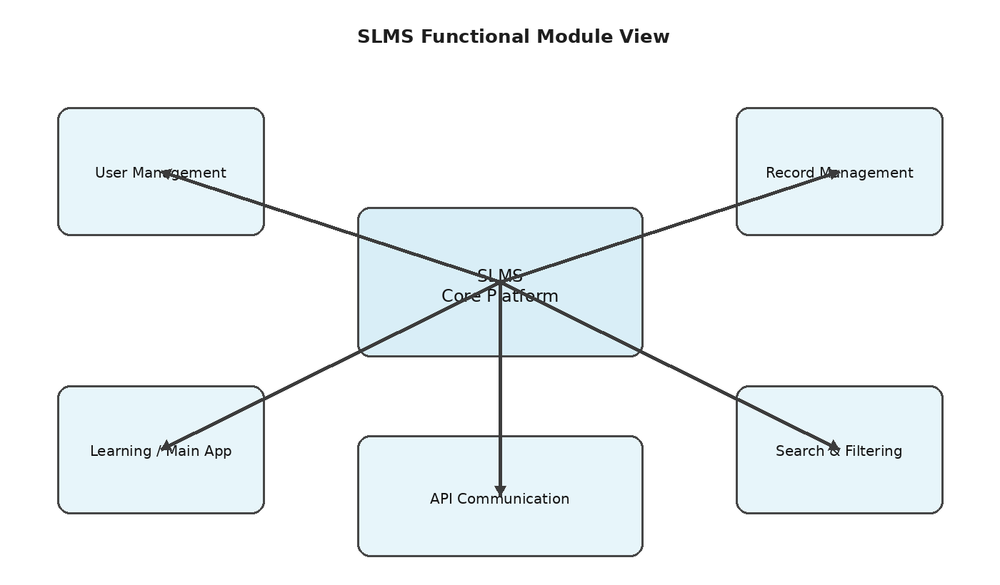 SLMS Functional Module View
User Management
Record Management
SLMS
Core Platform
Learning / Main App
Search & Filtering
API Communication